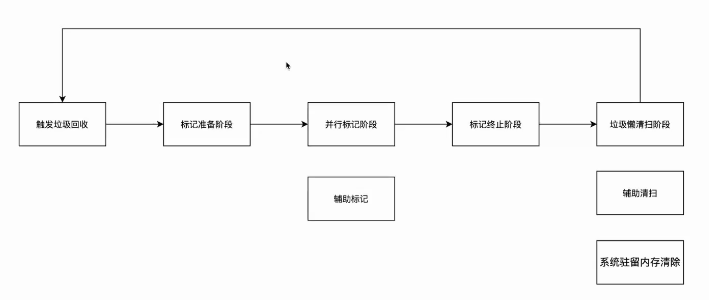 触发垃圾回收
标记准备阶段
并行标记阶段
标记终止阶段
垃圾懒清扫阶段
辅助标记
辅助清扫
系统驻留内存清除